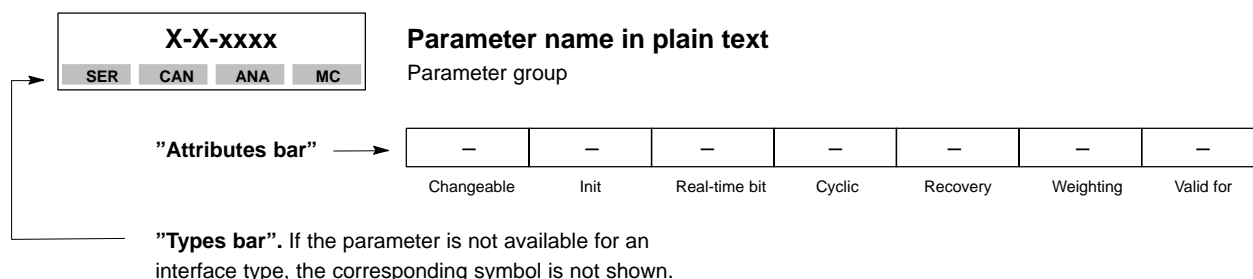 X-X-xxxx
SER CAN ANA MC
Parameter name in plain text
Parameter group
”Attributes bar”
– – – – – – –
Changeable Init Real-time bit Cyclic Recovery Weighting Valid for
”Types bar”. If the parameter is not available for an
interface type, the corresponding symbol is not shown.